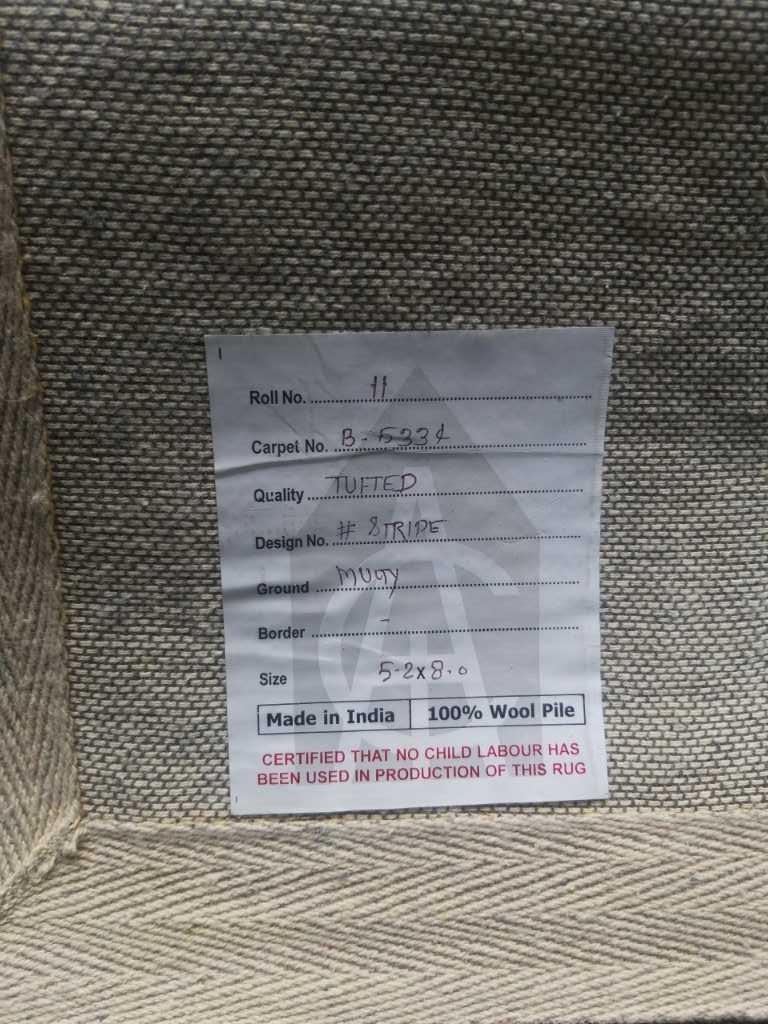 Roll No. 11
Carpet No. B-5334
Quality TUFTED
Design No. # STRIPE
Ground MULTY
Border -
Size 5-2x8.0
Made in India 100% Wool Pile
CERTIFIED THAT NO CHILD LABOUR HAS
BEEN USED IN PRODUCTION OF THIS RUG